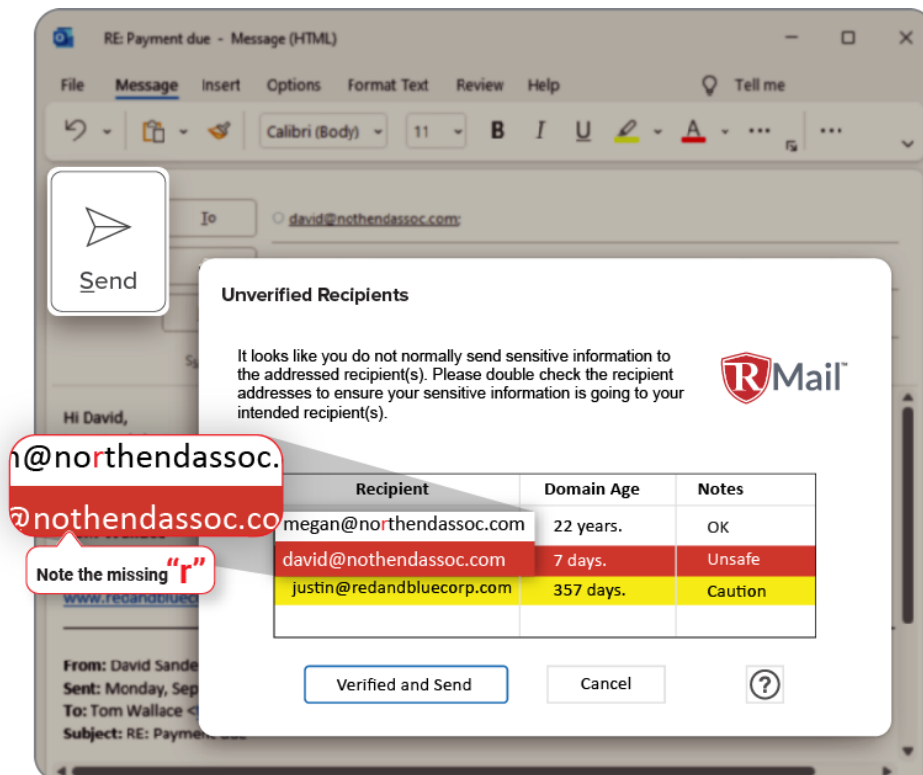 RE: Payment due - Message (HTML)
File Message Insert Options Format Text Review Help Tell me
Calibri (Body) 11 B I U A
To david@nothendassoc.com;
Send
Unverified Recipients
It looks like you do not normally send sensitive information to
the addressed recipient(s). Please double check the recipient
addresses to ensure your sensitive information is going to your
intended recipient(s).
RMail™
Hi David,
@northendassoc.
@nothendassoc.co
Note the missing “r”
Recipient Domain Age Notes
megan@northendassoc.com 22 years. OK
david@nothendassoc.com 7 days. Unsafe
justin@redandbluecorp.com 357 days. Caution
www.redandbluec
Verified and Send Cancel ?
From: David Sande
Sent: Monday, Sep
To: Tom Wallace <
Subject: RE: Payment due